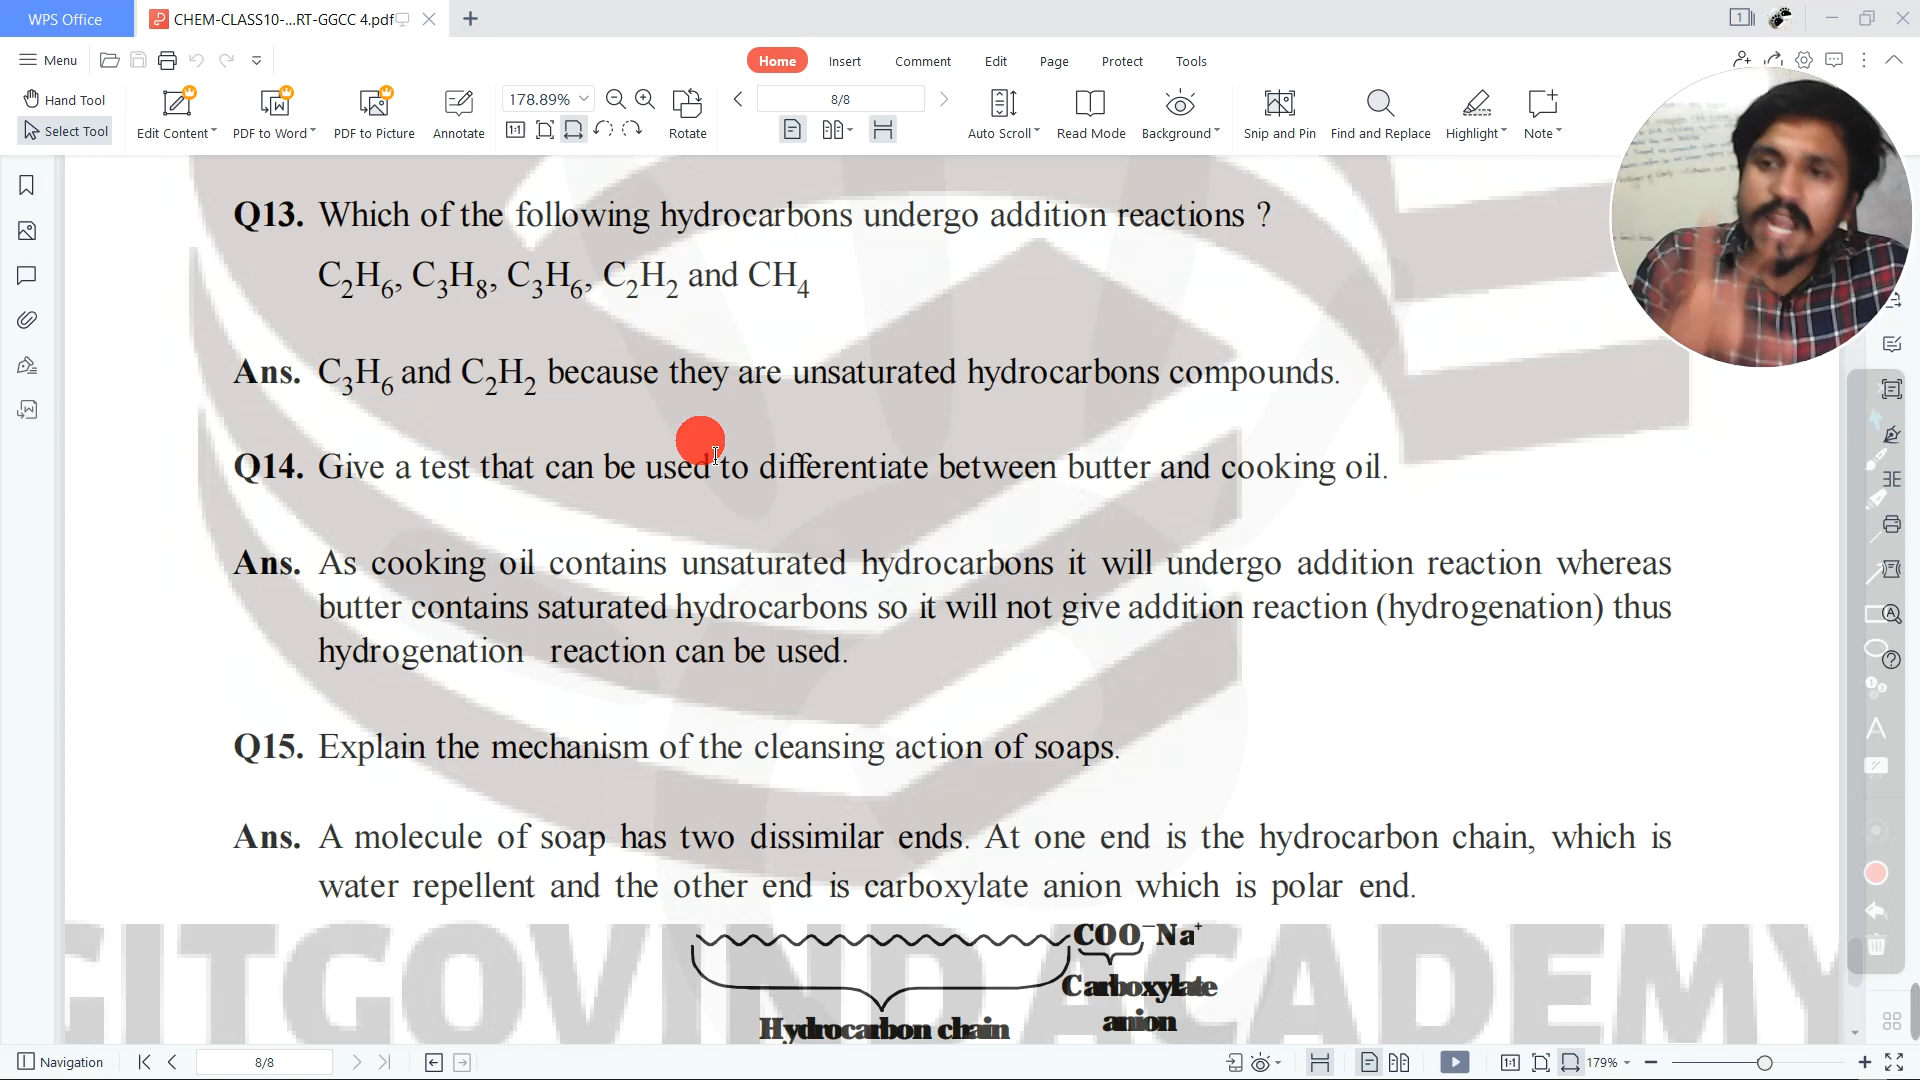 WPS Office
CHEM-CLASS10-...RT-GGCC 4.pdf
1
Menu
Home
Insert
Comment
Edit
Page
Protect
Tools
Hand Tool
Select Tool
Edit Content
PDF to Word
PDF to Picture
Annotate
178.89%
Rotate
8/8
Auto Scroll
Read Mode
Background
Snip and Pin
Find and Replace
Highlight
Note
Q13. Which of the following hydrocarbons undergo addition reactions ?
C₂H₆, C₃H₈, C₃H₆, C₂H₂ and CH₄
Ans. C₃H₆ and C₂H₂ because they are unsaturated hydrocarbons compounds.
Q14. Give a test that can be used to differentiate between butter and cooking oil.
Ans. As cooking oil contains unsaturated hydrocarbons it will undergo addition reaction whereas
butter contains saturated hydrocarbons so it will not give addition reaction (hydrogenation) thus
hydrogenation reaction can be used.
Q15. Explain the mechanism of the cleansing action of soaps.
Ans. A molecule of soap has two dissimilar ends. At one end is the hydrocarbon chain, which is
water repellent and the other end is carboxylate anion which is polar end.
COO⁻Na⁺
Carboxylate
anion
Hydrocarbon chain
GITGOVIND ACADEMY
Navigation
8/8
179%